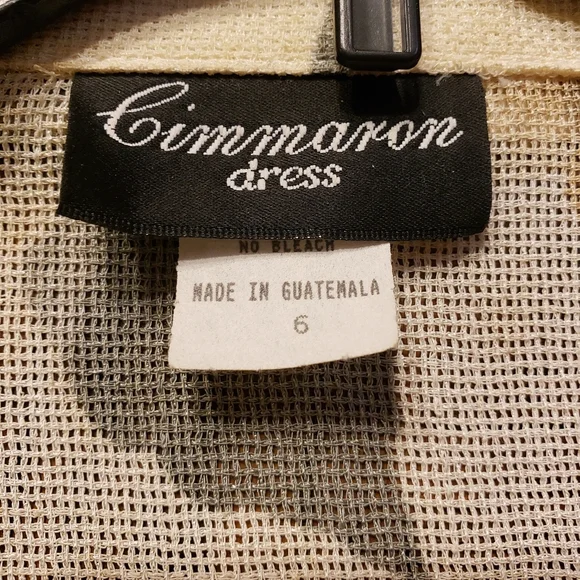 Cimmaron
dress
NO BLEACH
MADE IN GUATEMALA
6